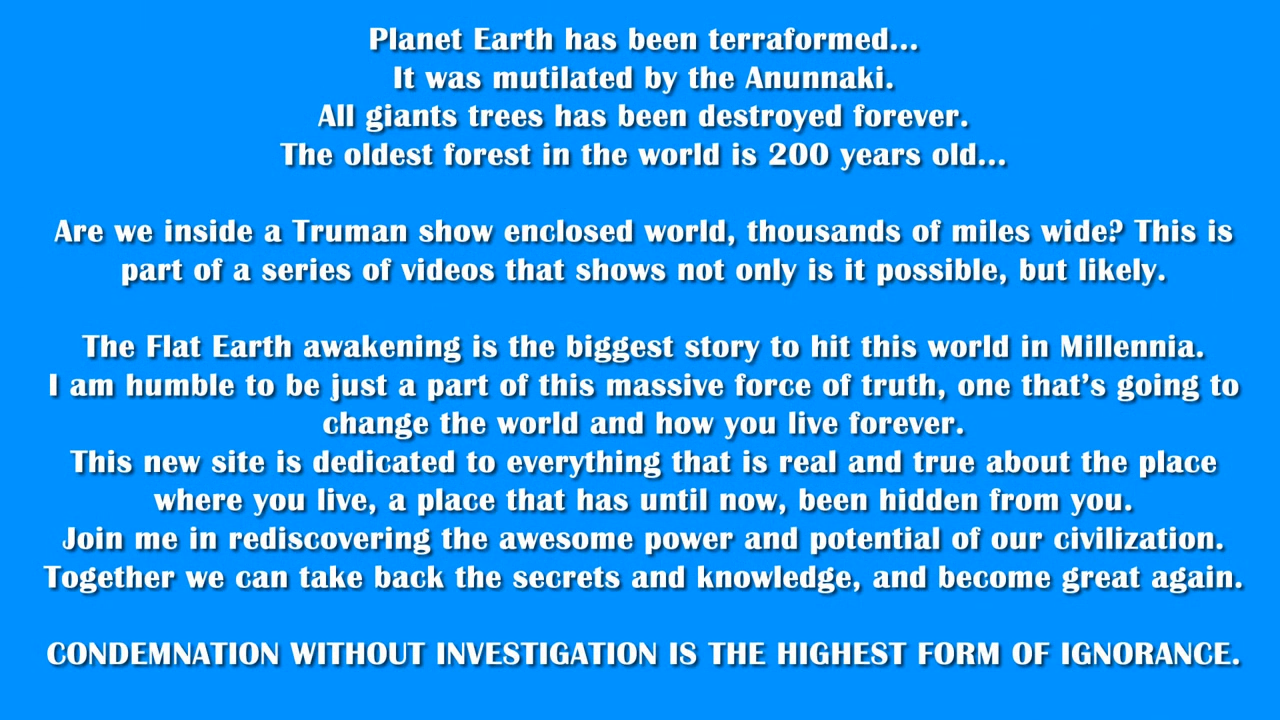 Planet Earth has been terraformed...
It was mutilated by the Anunnaki.
All giants trees has been destroyed forever.
The oldest forest in the world is 200 years old...
Are we inside a Truman show enclosed world, thousands of miles wide? This is
part of a series of videos that shows not only is it possible, but likely.
The Flat Earth awakening is the biggest story to hit this world in Millennia.
I am humble to be just a part of this massive force of truth, one that’s going to
change the world and how you live forever.
This new site is dedicated to everything that is real and true about the place
where you live, a place that has until now, been hidden from you.
Join me in rediscovering the awesome power and potential of our civilization.
Together we can take back the secrets and knowledge, and become great again.
CONDEMNATION WITHOUT INVESTIGATION IS THE HIGHEST FORM OF IGNORANCE.